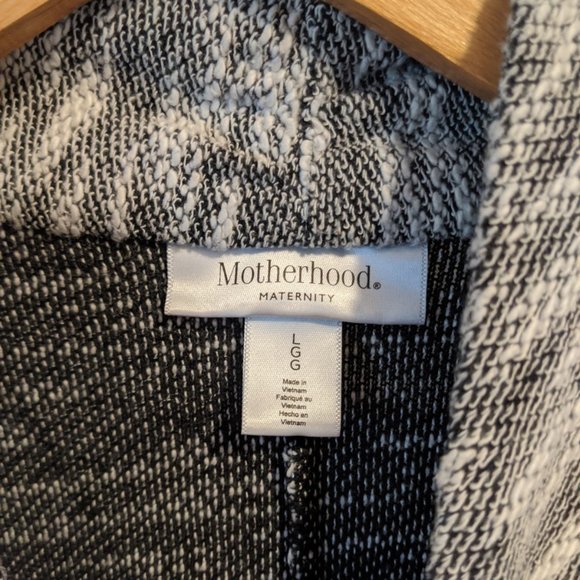 Motherhood®
MATERNITY
L
G
G
Made in
Vietnam
Fabriqué au
Vietnam
Hecho en
Vietnam